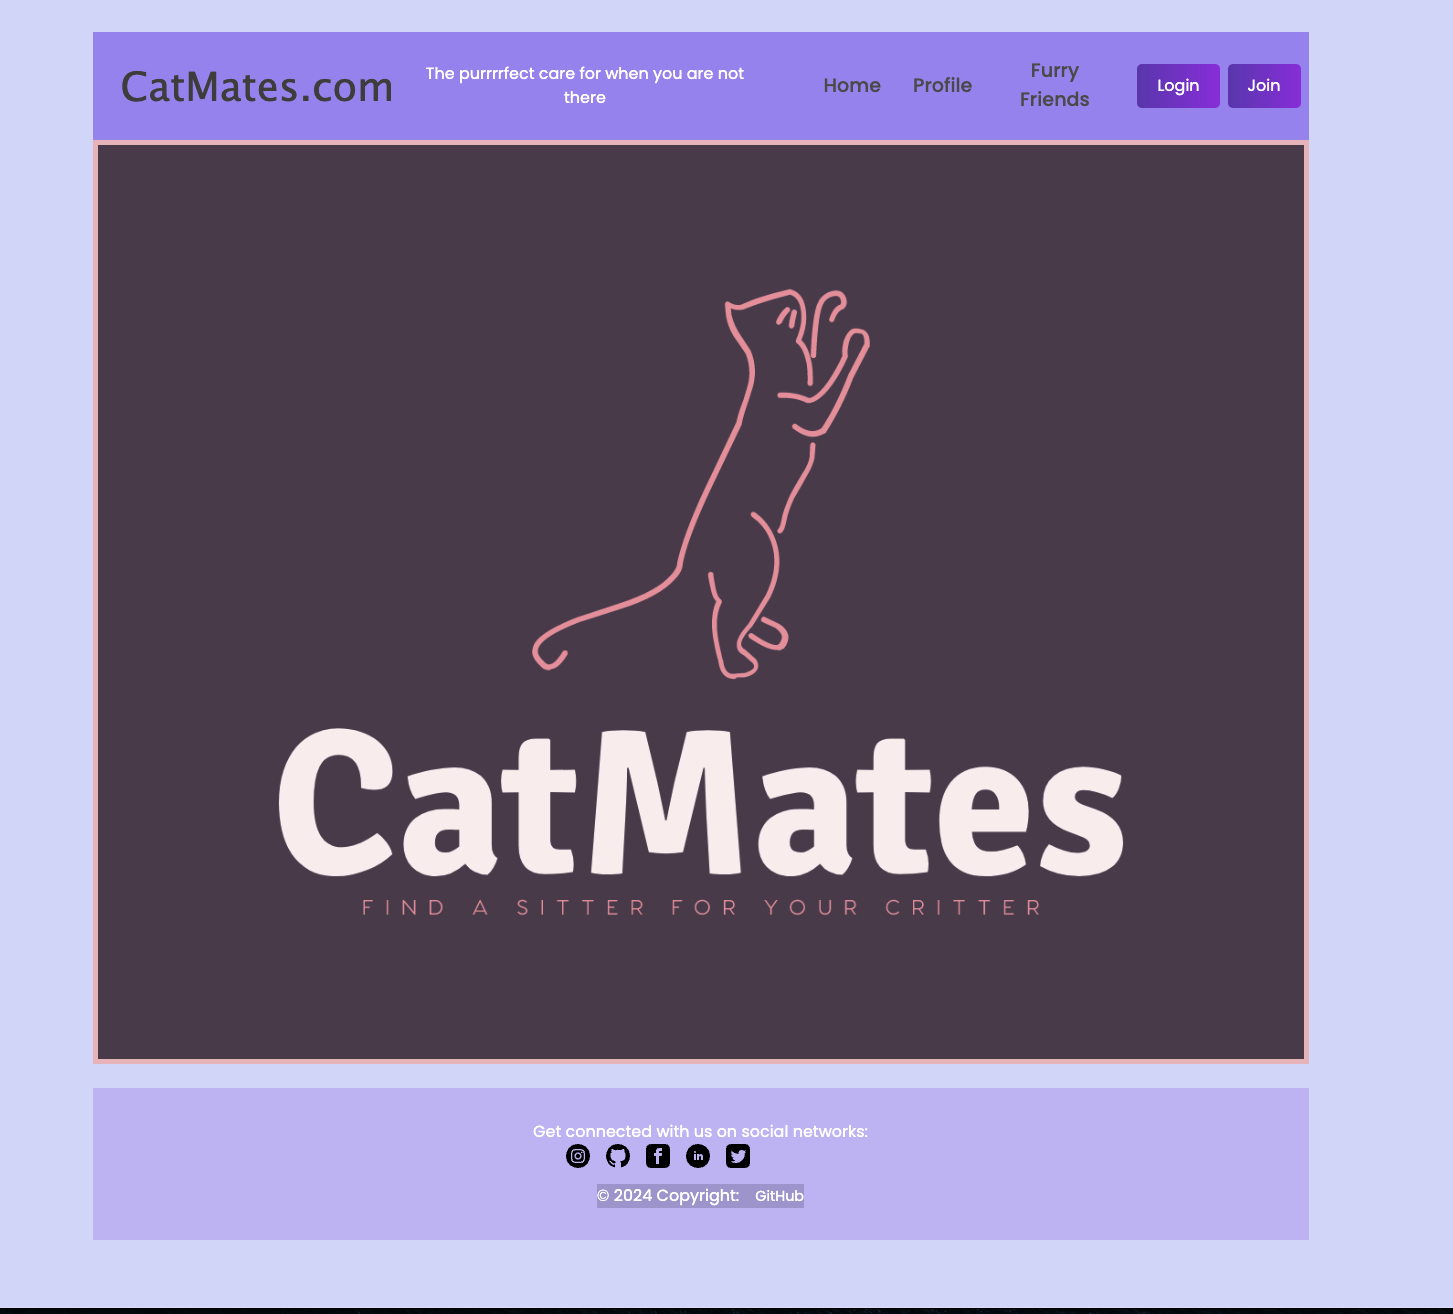 CatMates.com
The purrrrfect care for when you are not
there
Home
Profile
Furry
Friends
Login
Join
CatMates
FIND A SITTER FOR YOUR CRITTER
Get connected with us on social networks:
in
© 2024 Copyright: GitHub